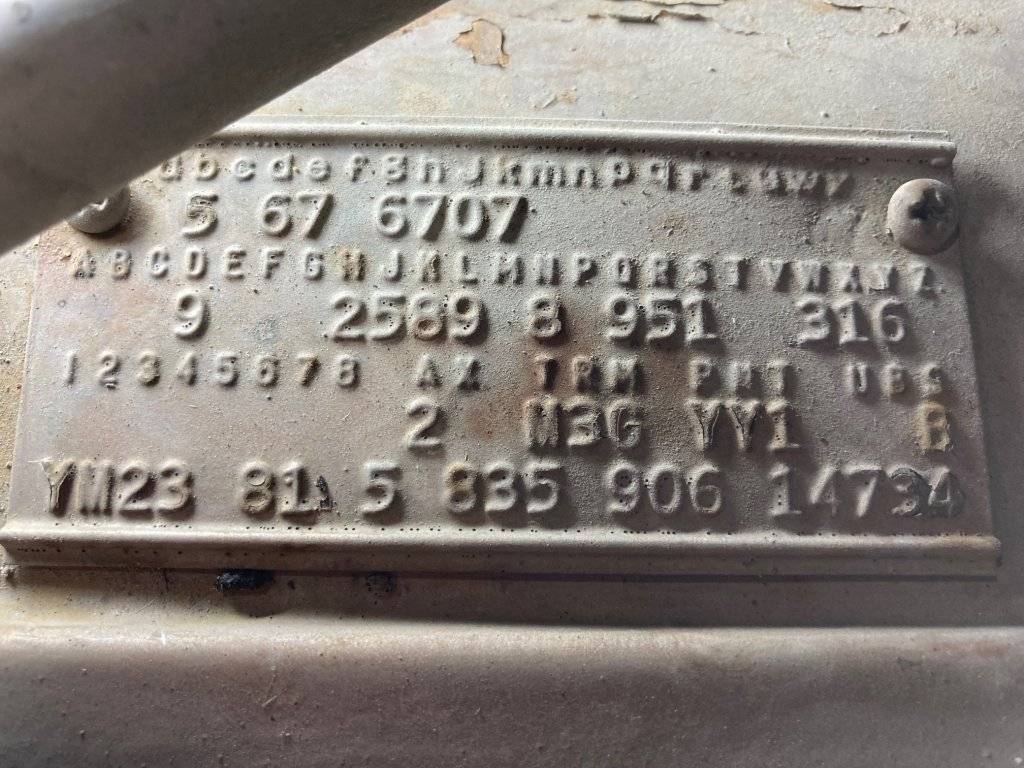 abcdefghjkmnpqrtuwy
5 67 6707
ABCDEFGHJKLMNPQRSTVWXYZ
9 2589 8 951 316
12345678 AX TRM PNT UBS
2 M3G YY1 B
YM23 81 5 835 906 14734